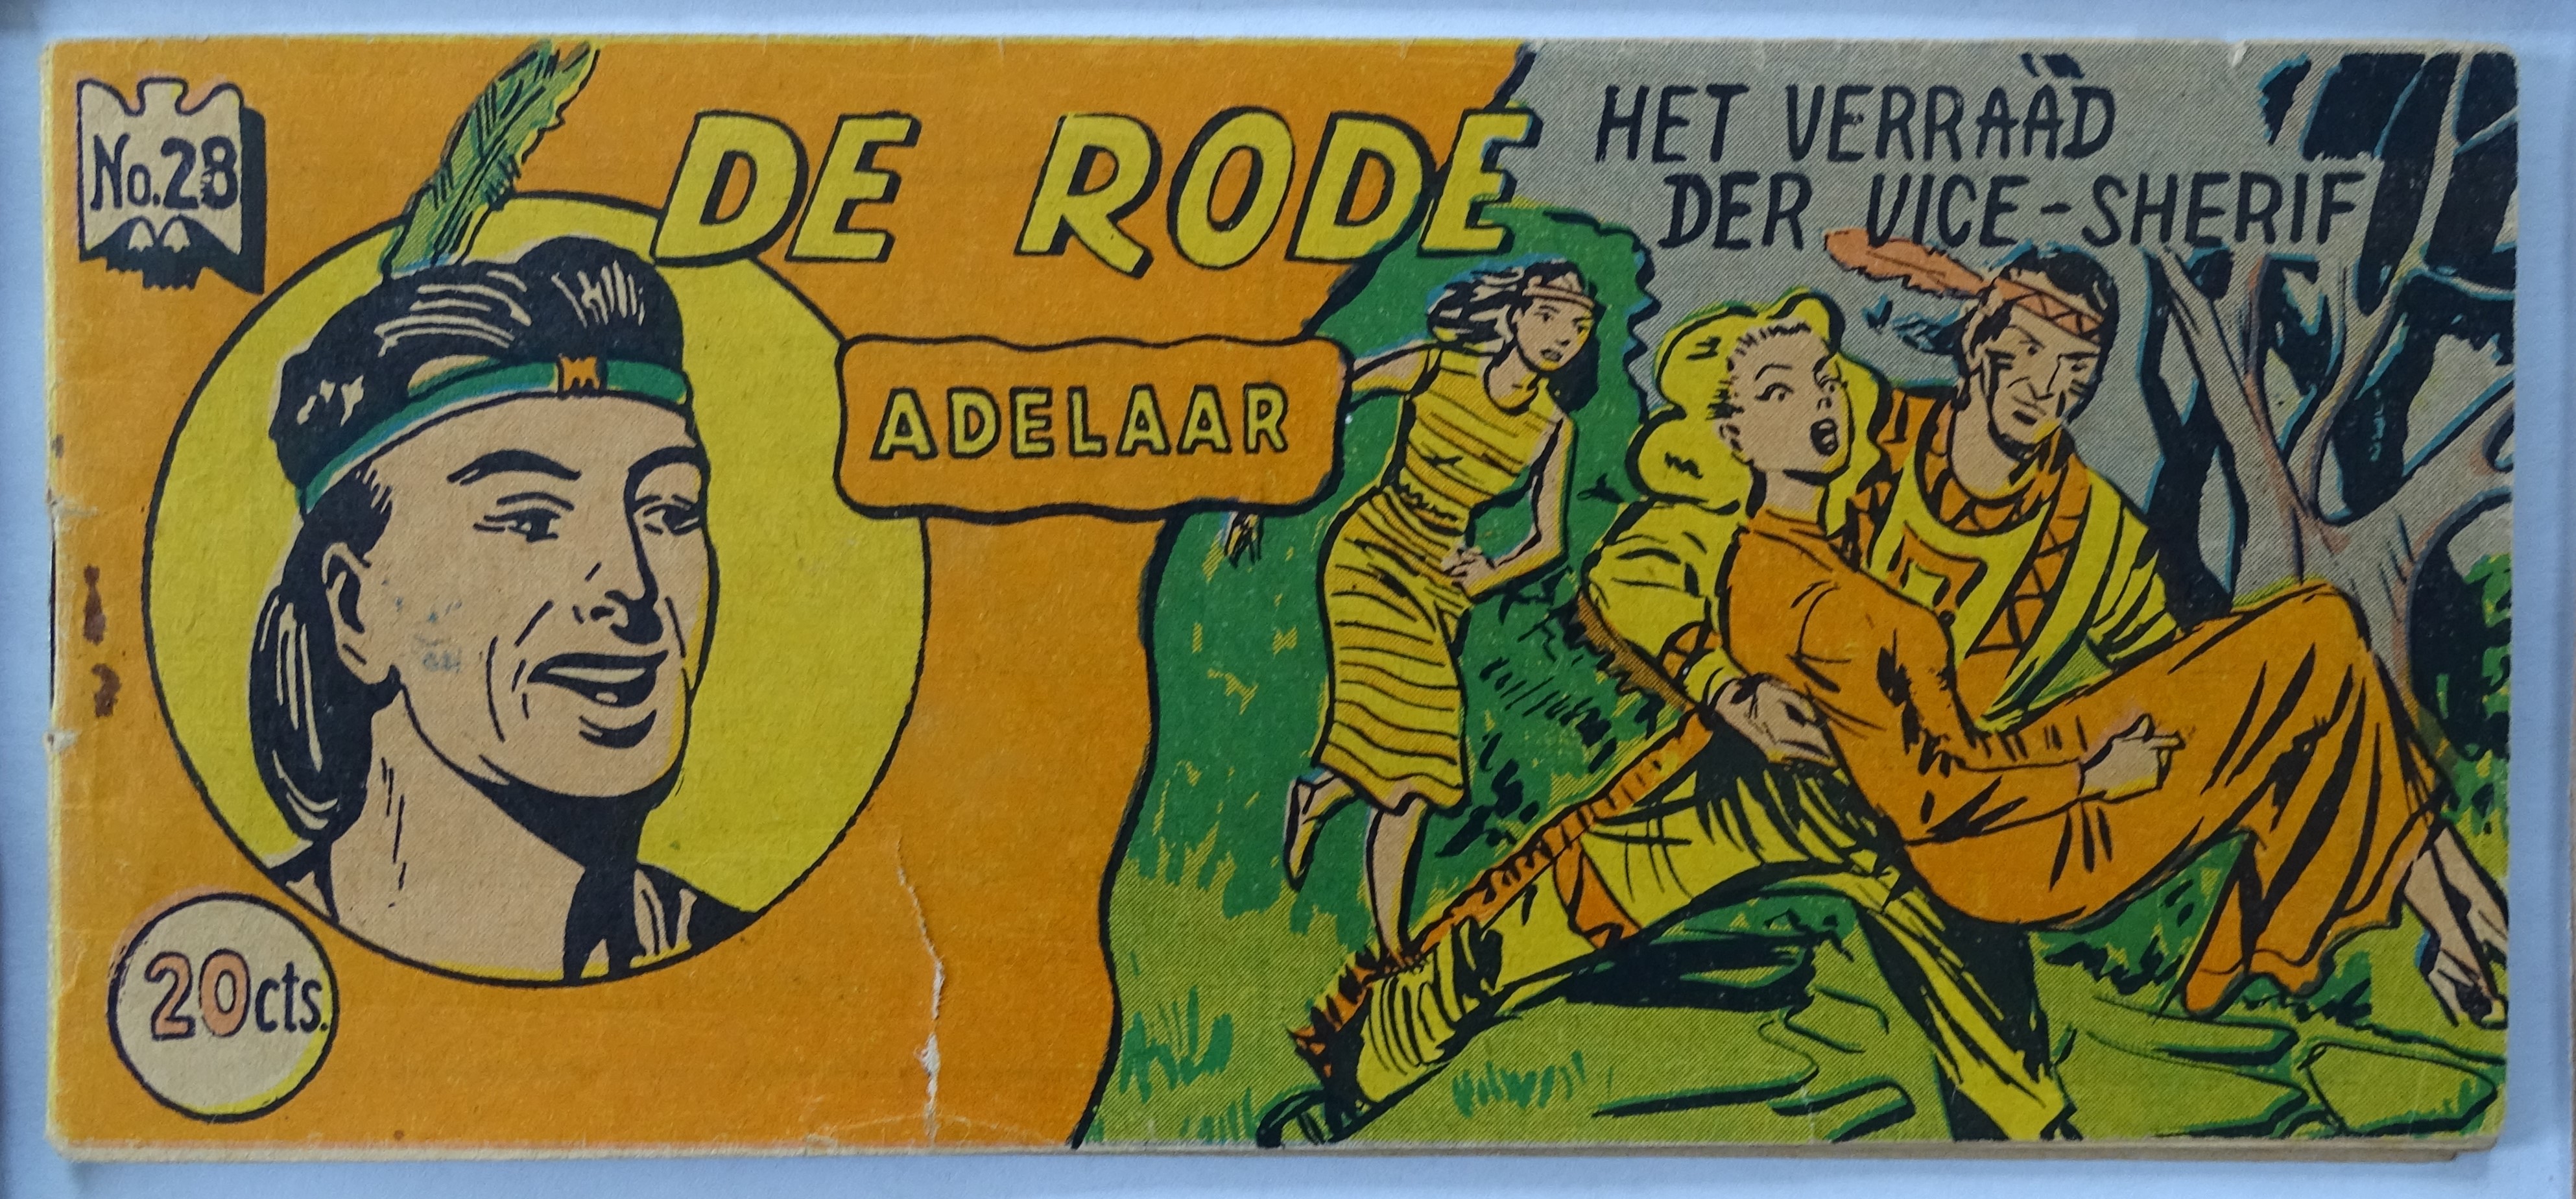 No.28
DE RODE
ADELAAR
HET VERRAAD
DER VICE-SHERIF
20cts.